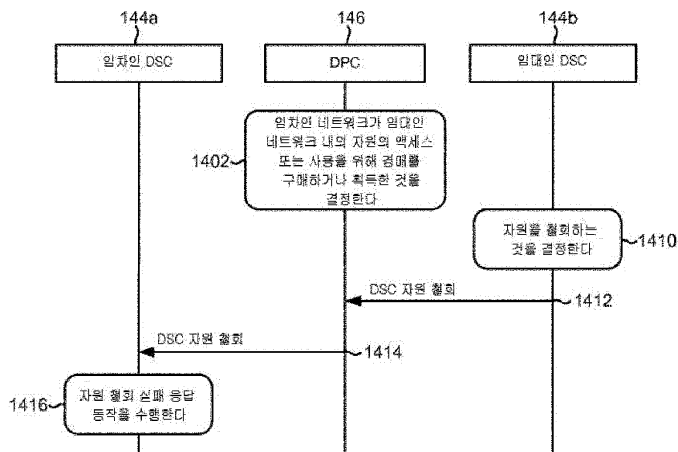 144a
146
144b
임차인 DSC
DPC
임대인 DSC
임차인 네트워크가 임대인
네트워크 내의 자원의 액세스
또는 사용을 위해 경매를
구매하거나 획득한 것을
결정한다
1402
자원을 철회하는
것을 결정한다
1410
DSC 자원 철회
1412
DSC 자원 철회
1414
자원 철회 실패 응답
동작을 수행한다
1416